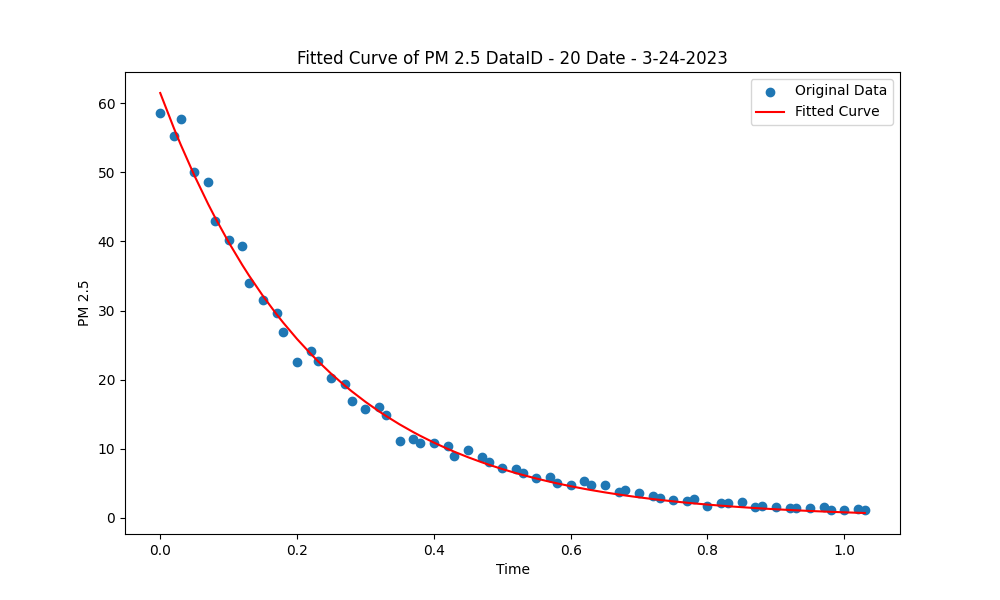 Fitted Curve of PM 2.5 DataID - 20 Date - 3-24-2023
Original Data
Fitted Curve
60
50
40
30
20
10
0
PM 2.5
0.0 0.2 0.4 0.6 0.8 1.0
Time